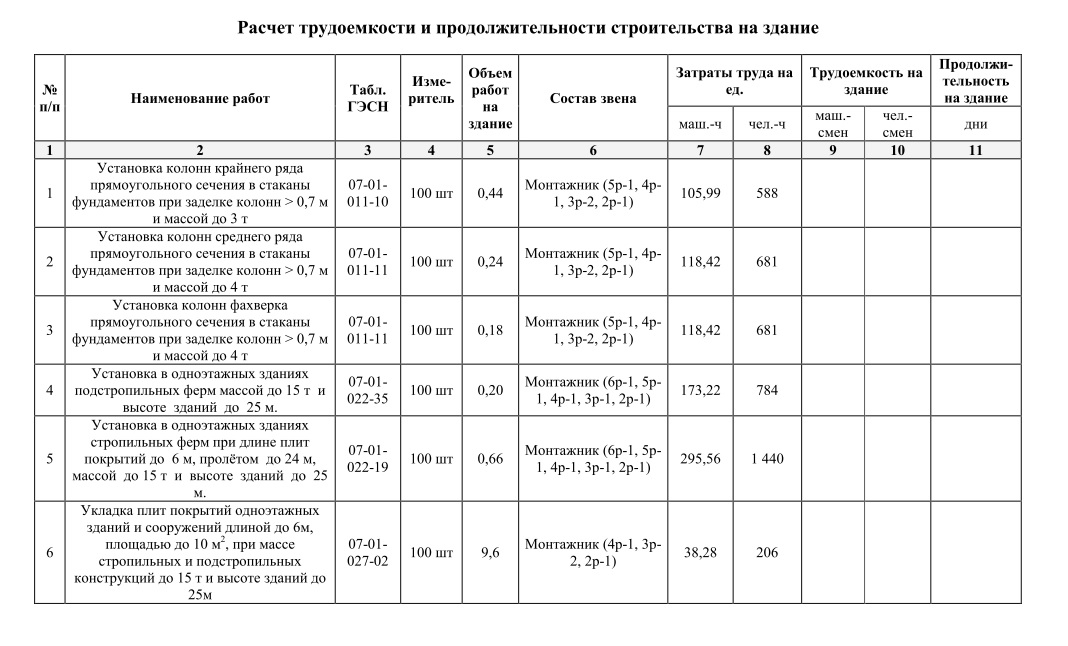 Расчет трудоемкости и продолжительности строительства на здание
№ п/п | Наименование работ | Табл. ГЭСН | Изме-ритель | Объем работ на здание | Состав звена | Затраты труда на ед. | Трудоемкость на здание | Продолжи-тельность на здание
маш.-ч | чел.-ч | маш.-смен | чел.-смен | дни
1 | 2 | 3 | 4 | 5 | 6 | 7 | 8 | 9 | 10 | 11
1 | Установка колонн крайнего ряда прямоугольного сечения в стаканы фундаментов при заделке колонн > 0,7 м и массой до 3 т | 07-01-011-10 | 100 шт | 0,44 | Монтажник (5р-1, 4р-1, 3р-2, 2р-1) | 105,99 | 588
2 | Установка колонн среднего ряда прямоугольного сечения в стаканы фундаментов при заделке колонн > 0,7 м и массой до 4 т | 07-01-011-11 | 100 шт | 0,24 | Монтажник (5р-1, 4р-1, 3р-2, 2р-1) | 118,42 | 681
3 | Установка колонн фахверка прямоугольного сечения в стаканы фундаментов при заделке колонн > 0,7 м и массой до 4 т | 07-01-011-11 | 100 шт | 0,18 | Монтажник (5р-1, 4р-1, 3р-2, 2р-1) | 118,42 | 681
4 | Установка в одноэтажных зданиях подстропильных ферм массой до 15 т и высоте зданий до 25 м. | 07-01-022-35 | 100 шт | 0,20 | Монтажник (6р-1, 5р-1, 4р-1, 3р-1, 2р-1) | 173,22 | 784
5 | Установка в одноэтажных зданиях стропильных ферм при длине плит покрытий до 6 м, пролётом до 24 м, массой до 15 т и высоте зданий до 25 м. | 07-01-022-19 | 100 шт | 0,66 | Монтажник (6р-1, 5р-1, 4р-1, 3р-1, 2р-1) | 295,56 | 1 440
6 | Укладка плит покрытий одноэтажных зданий и сооружений длиной до 6м, площадью до 10 м², при массе стропильных и подстропильных конструкций до 15 т и высоте зданий до 25м | 07-01-027-02 | 100 шт | 9,6 | Монтажник (4р-1, 3р-2, 2р-1) | 38,28 | 206